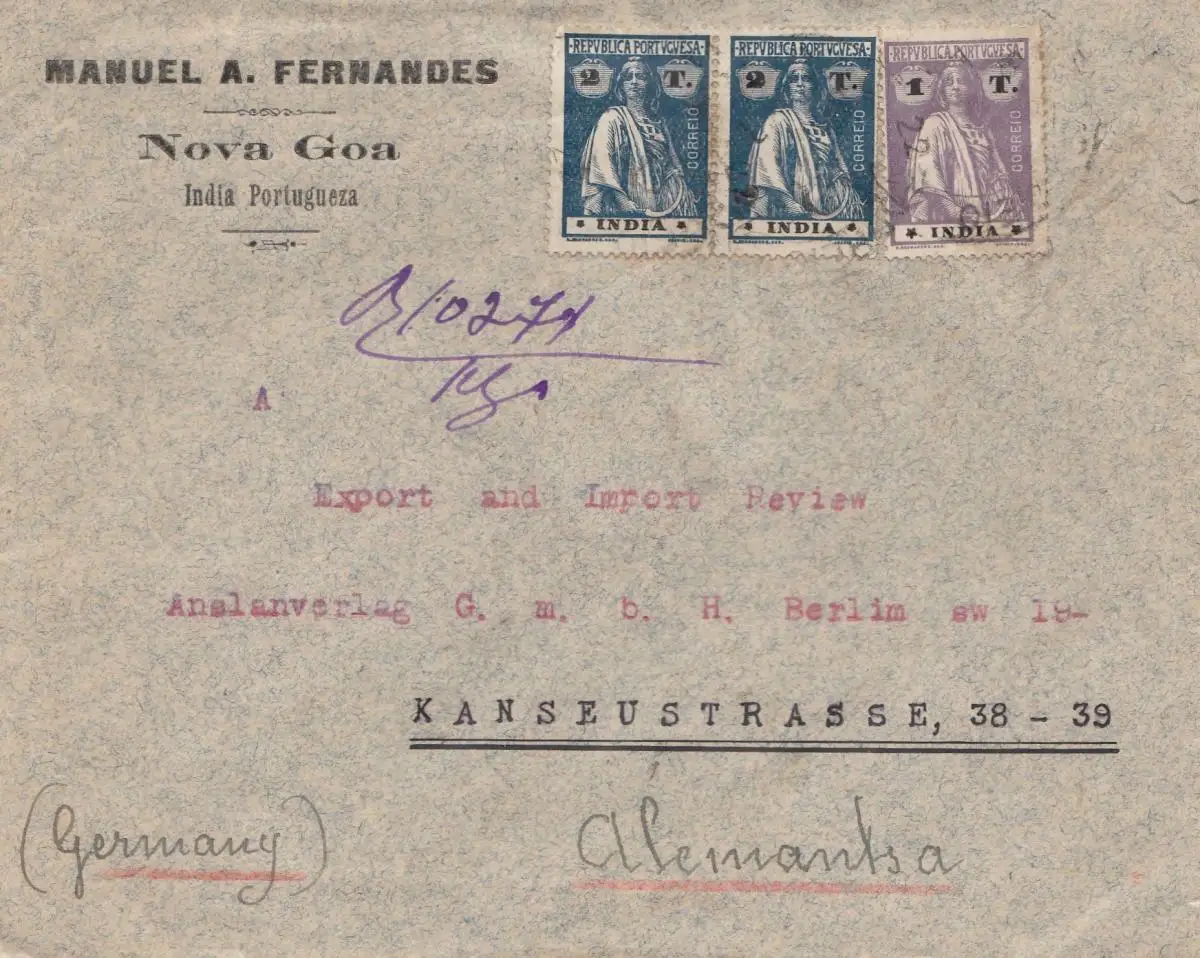 MANUEL A. FERNANDES
Nova Goa
India Portugueza
REPVBLICA PORTVGVESA
2 T.
CORREIO
INDIA
REPVBLICA PORTVGVESA
2 T.
CORREIO
INDIA
REPVBLICA PORTVGVESA
1 T.
CORREIO
INDIA
A
Export and Import Review
Anslanverlag G. m. b. H. Berlim sw 19-
KANSEUSTRASSE, 38 - 39
(Germany)
Alemanha